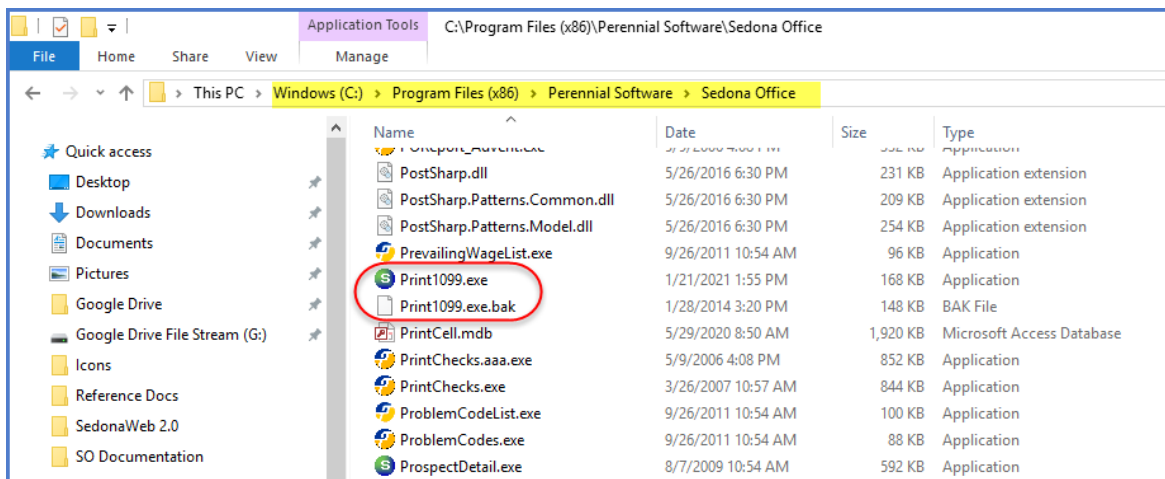 Application Tools C:\Program Files (x86)\Perennial Software\Sedona Office
File Home Share View Manage
This PC > Windows (C:) > Program Files (x86) > Perennial Software > Sedona Office
Name Date Size Type
Quick access
Desktop
Downloads
Documents
Pictures
Google Drive
Google Drive File Stream (G:)
Icons
Reference Docs
SedonaWeb 2.0
SO Documentation
PostSharp.dll 5/26/2016 6:30 PM 231 KB Application extension
PostSharp.Patterns.Common.dll 5/26/2016 6:30 PM 209 KB Application extension
PostSharp.Patterns.Model.dll 5/26/2016 6:30 PM 254 KB Application extension
PrevailingWageList.exe 9/26/2011 10:54 AM 96 KB Application
Print1099.exe 1/21/2021 1:55 PM 168 KB Application
Print1099.exe.bak 1/28/2014 3:20 PM 148 KB BAK File
PrintCell.mdb 5/29/2020 8:50 AM 1,920 KB Microsoft Access Database
PrintChecks.aaa.exe 5/9/2006 4:08 PM 852 KB Application
PrintChecks.exe 3/26/2007 10:57 AM 844 KB Application
ProblemCodeList.exe 9/26/2011 10:54 AM 100 KB Application
ProblemCodes.exe 9/26/2011 10:54 AM 88 KB Application
ProspectDetail.exe 8/7/2009 10:54 AM 592 KB Application